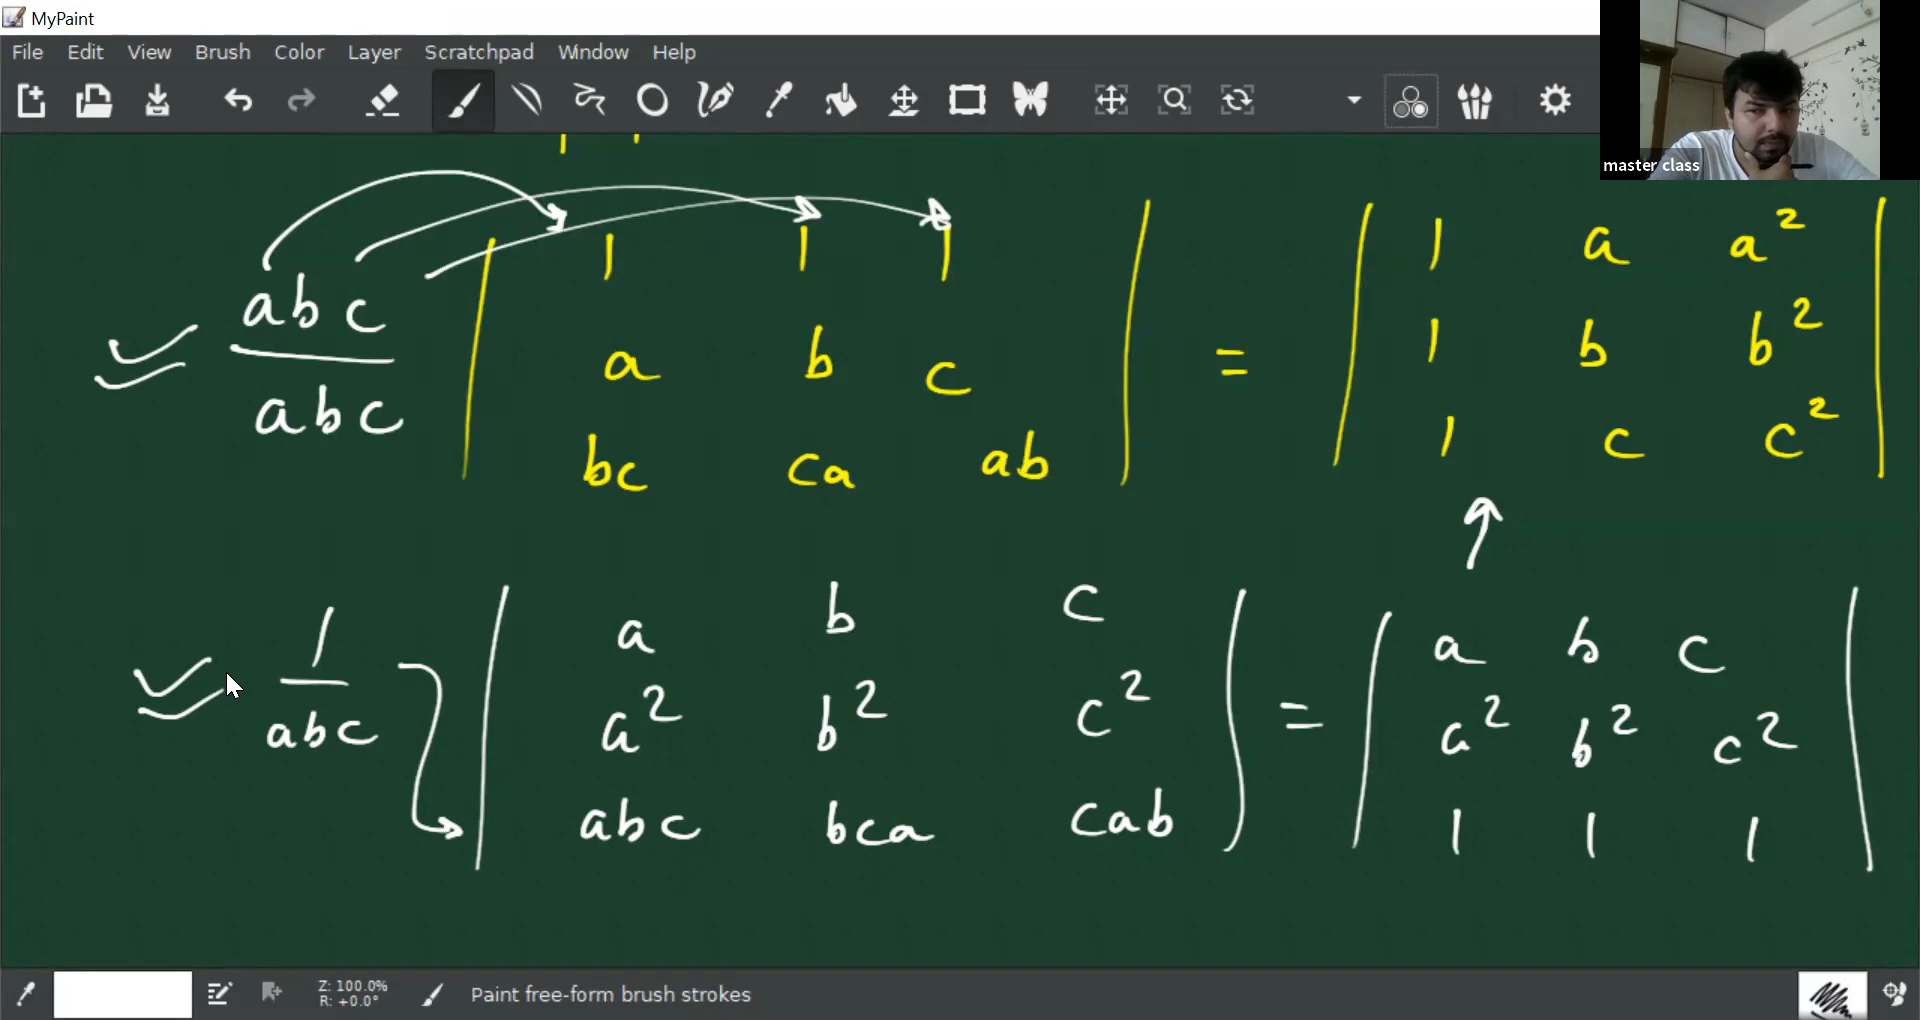 MyPaint
File Edit View Brush Color Layer Scratchpad Window Help
master class
abc
abc
1 1 1
a b c
bc ca ab
=
1 a a²
1 b b²
1 c c²
1
abc
a b c
a² b² c²
abc bca cab
=
a b c
a² b² c²
1 1 1
Z: 100.0%
R: +0.0°
Paint free-form brush strokes